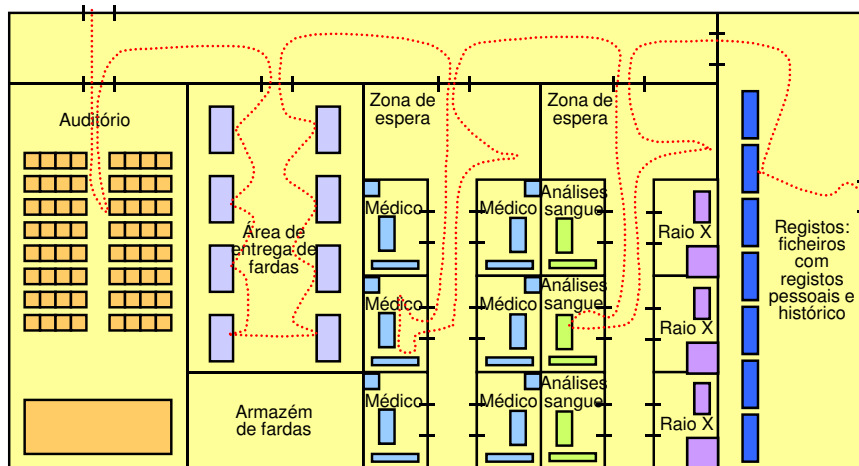 Auditório
Área de
entrega de
fardas
Armazém
de fardas
Zona de
espera
Médico
Médico
Médico
Médico
Médico
Médico
Zona de
espera
Análises
sangue
Análises
sangue
Análises
sangue
Raio X
Raio X
Raio X
Registos:
ficheiros
com
registos
pessoais e
histórico